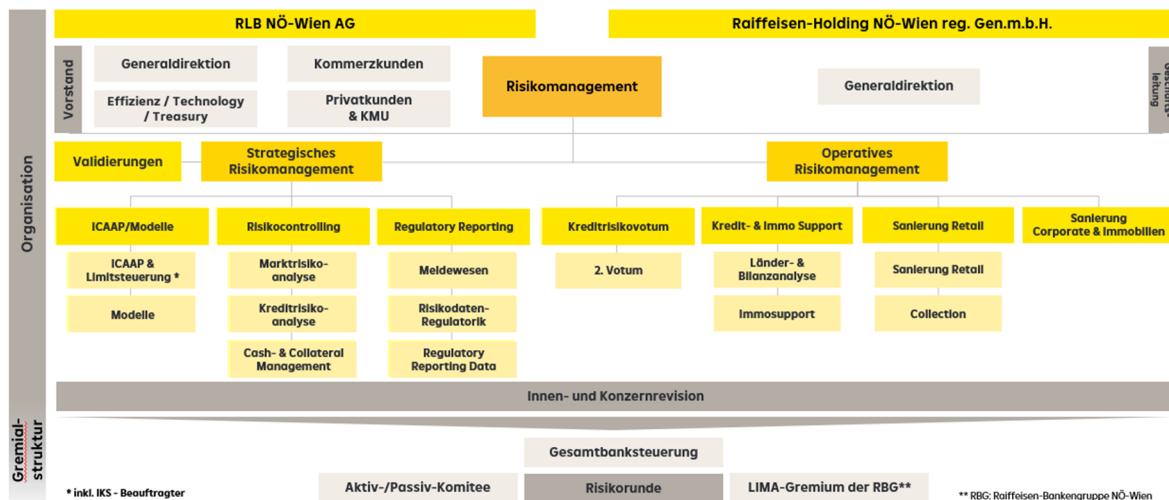 RLB NÖ-Wien AG
Raiffeisen-Holding NÖ-Wien reg. Gen.m.b.H.
Organisation
Vorstand
Generaldirektion
Kommerzkunden
Effizienz / Technology
/ Treasury
Privatkunden
& KMU
Risikomanagement
Generaldirektion
Geschäfts-
leitung
Validierungen
Strategisches
Risikomanagement
Operatives
Risikomanagement
ICAAP/Modelle
Risikocontrolling
Regulatory Reporting
Kreditrisikovotum
Kredit- & Immo Support
Sanierung Retail
Sanierung
Corporate & Immobilien
ICAAP &
Limitsteuerung *
Marktrisiko-
analyse
Meldewesen
2. Votum
Länder- &
Bilanzanalyse
Sanierung Retail
Modelle
Kreditrisiko-
analyse
Risikodaten-
Regulatorik
Immosupport
Collection
Cash- & Collateral
Management
Regulatory
Reporting Data
Innen- und Konzernrevision
Gremial-
struktur
Gesamtbanksteuerung
Aktiv-/Passiv-Komitee
Risikorunde
LIMA-Gremium der RBG**
* inkl. IKS - Beauftragter
** RBG: Raiffeisen-Bankengruppe NÖ-Wien